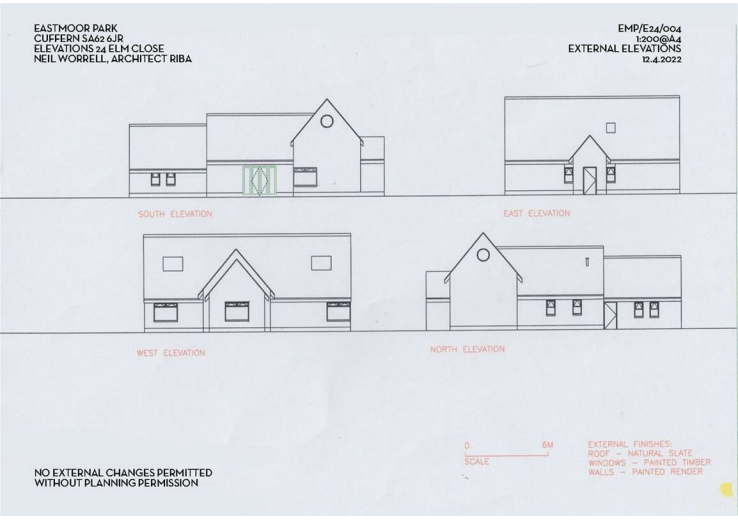 EASTMOOR PARK
CUFFERN SA62 6JR
ELEVATIONS 24 ELM CLOSE
NEIL WORRELL, ARCHITECT RIBA
EMP/E24/004
1:200@A4
EXTERNAL ELEVATIONS
12.4.2022
SOUTH ELEVATION
EAST ELEVATION
WEST ELEVATION
NORTH ELEVATION
0 6M
SCALE
EXTERNAL FINISHES:
ROOF – NATURAL SLATE
WINDOWS – PAINTED TIMBER
WALLS – PAINTED RENDER
NO EXTERNAL CHANGES PERMITTED
WITHOUT PLANNING PERMISSION